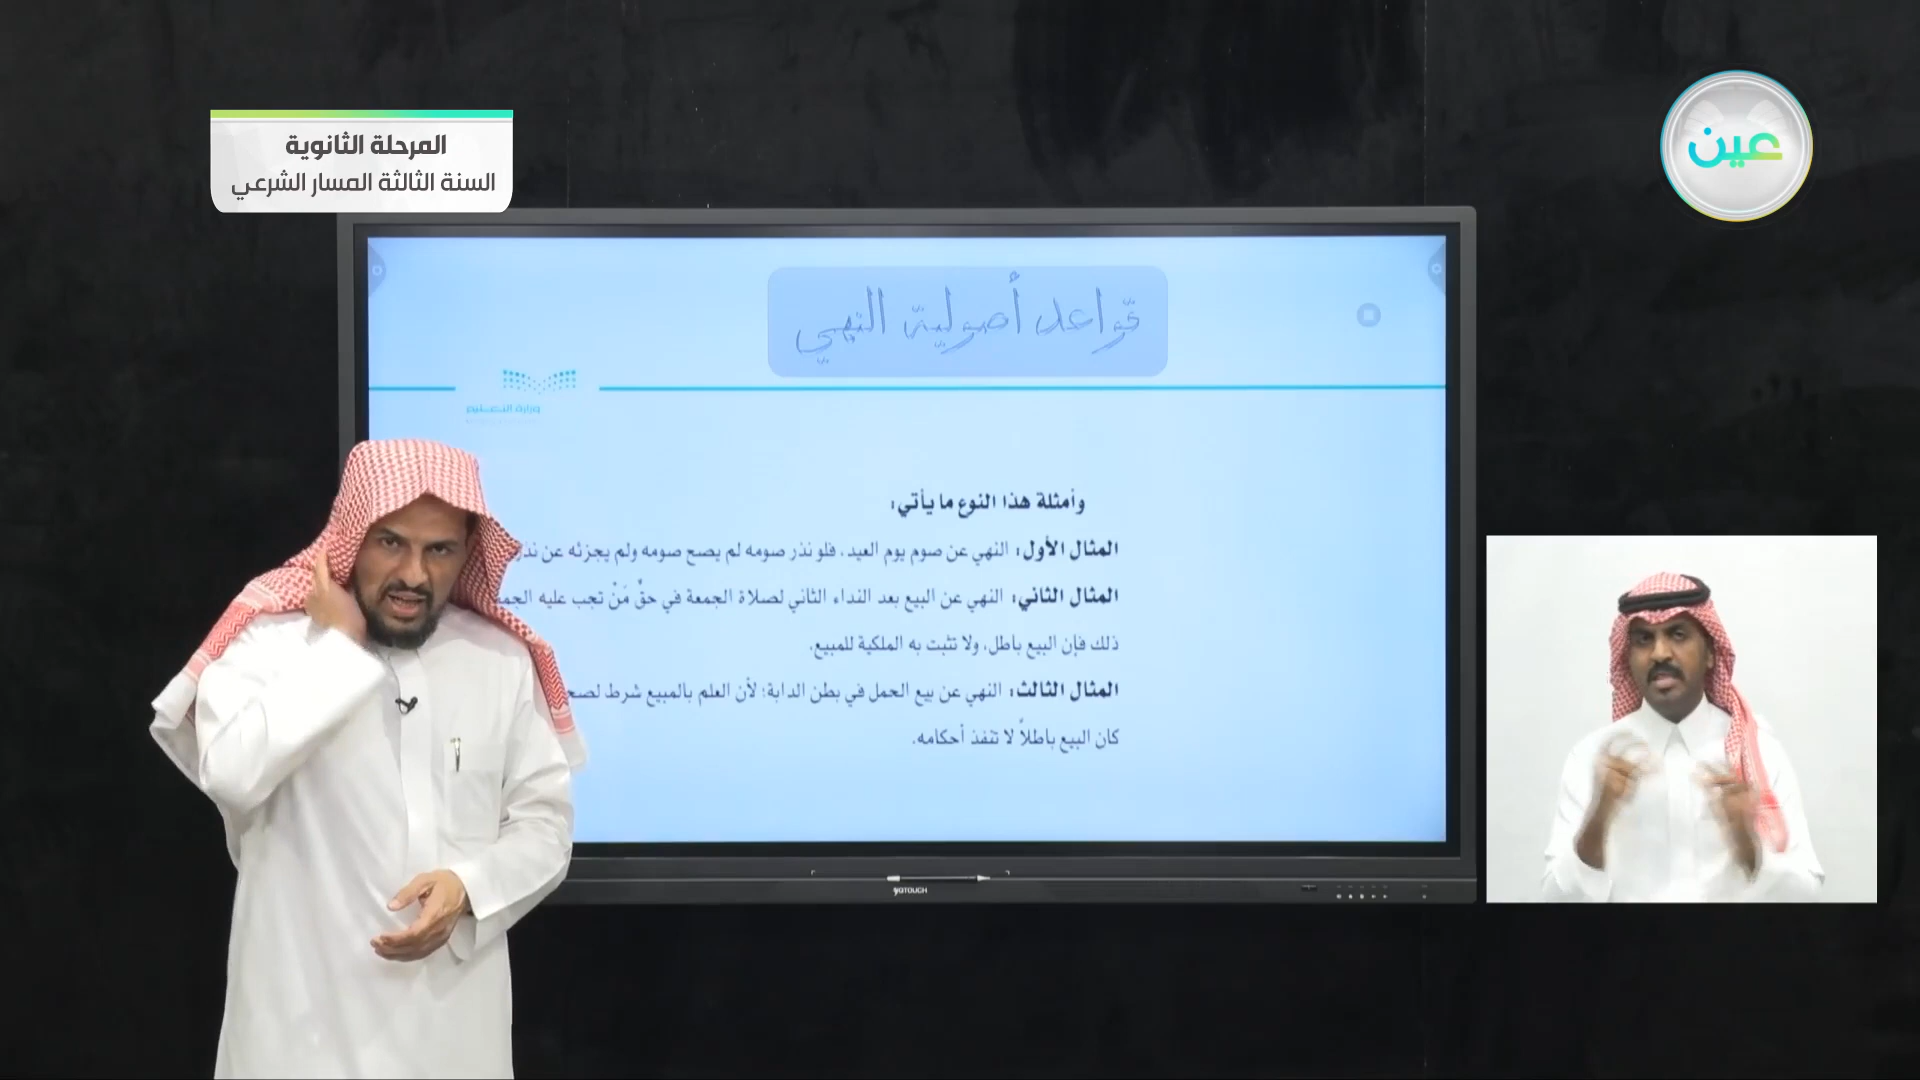 المرحلة الثانوية
السنة الثالثة المسار الشرعي
عين
قواعد أصولية النهي
وزارة التعليم
وأمثلة هذا النوع ما يأتي:
المثال الأول: النهي عن صوم يوم العيد، فلو نذر صومه لم يصح صومه ولم يجزئه عن
المثال الثاني: النهي عن البيع بعد النداء الثاني لصلاة الجمعة في حقِّ مَنْ تجب عليه
ذلك فإن البيع باطل، ولا تثبت به الملكية للمبيع.
المثال الثالث: النهي عن بيع الحمل في بطن الدابة؛ لأن العلم بالمبيع شرط
كان البيع باطلاً لا تنفذ أحكامه.